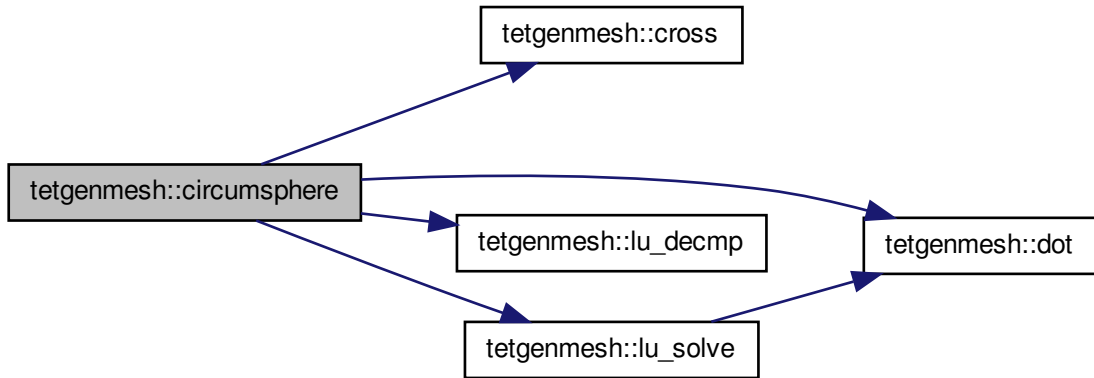 tetgenmesh::cross
tetgenmesh::circumsphere
tetgenmesh::lu_decmp
tetgenmesh::dot
tetgenmesh::lu_solve